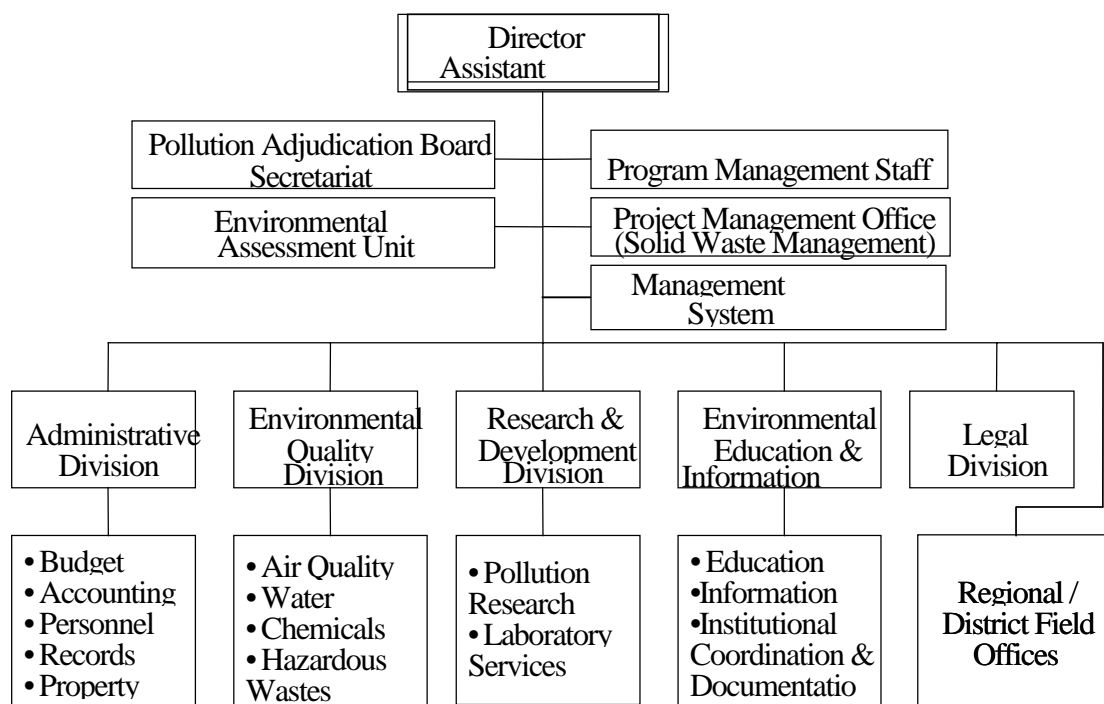 Director
Assistant
Pollution Adjudication Board
Secretariat
Program Management Staff
Environmental
Assessment Unit
Project Management Office
(Solid Waste Management)
Management
System
Administrative
Division
Environmental
Quality
Division
Research &
Development
Division
Environmental
Education &
Information
Legal
Division
• Budget
• Accounting
• Personnel
• Records
• Property
• Air Quality
• Water
• Chemicals
• Hazardous
Wastes
• Pollution
Research
• Laboratory
Services
• Education
•Information
•Institutional
Coordination &
Documentatio
Regional /
District Field
Offices